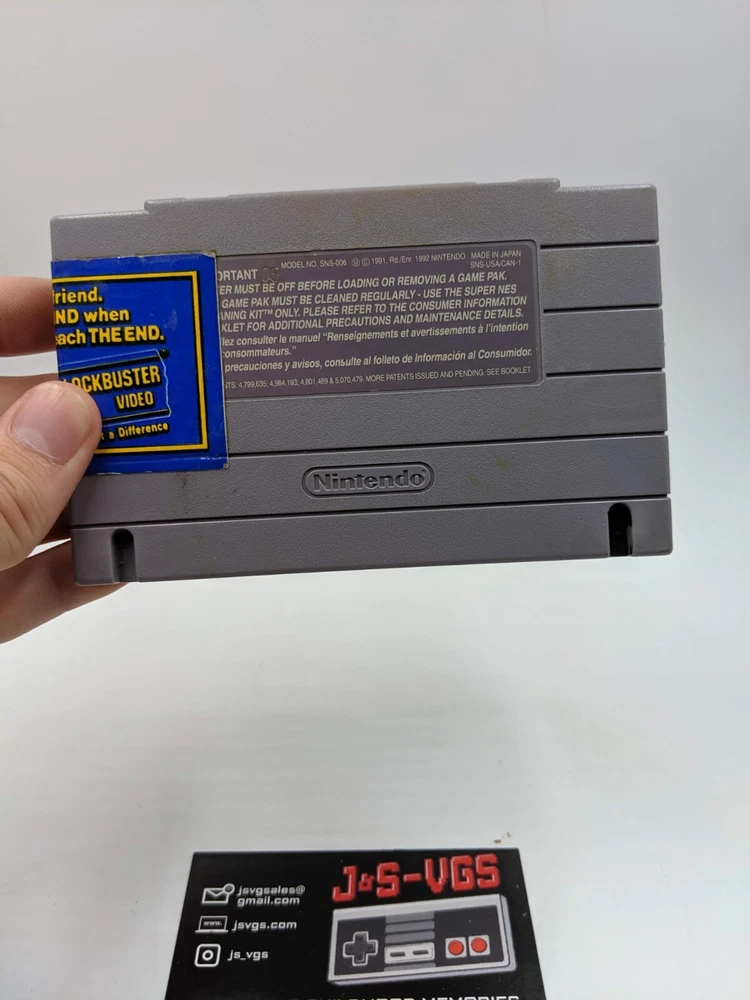 riend.
ND when
each THE END.
LOCKBUSTER
VIDEO
a Difference
ORTANT
MODEL NO. SNS-006 Ⓜ © 1991, Rd./Enr. 1992 NINTENDO MADE IN JAPAN
SNS-USA/CAN-1
ER MUST BE OFF BEFORE LOADING OR REMOVING A GAME PAK.
GAME PAK MUST BE CLEANED REGULARLY - USE THE SUPER NES
ANING KIT™ ONLY. PLEASE REFER TO THE CONSUMER INFORMATION
KLET FOR ADDITIONAL PRECAUTIONS AND MAINTENANCE DETAILS.
lez consulter le manuel "Renseignements et avertissements à l'intention
consommateurs."
precauciones y avisos, consulte al folleto de Información al Consumidor.
TS: 4,799,635; 4,984,193; 4,801,489 & 5,070,479. MORE PATENTS ISSUED AND PENDING. SEE BOOKLET.
Nintendo
J&S-VGS
jsvgsales@
gmail.com
www.
jsvgs.com
js_vgs